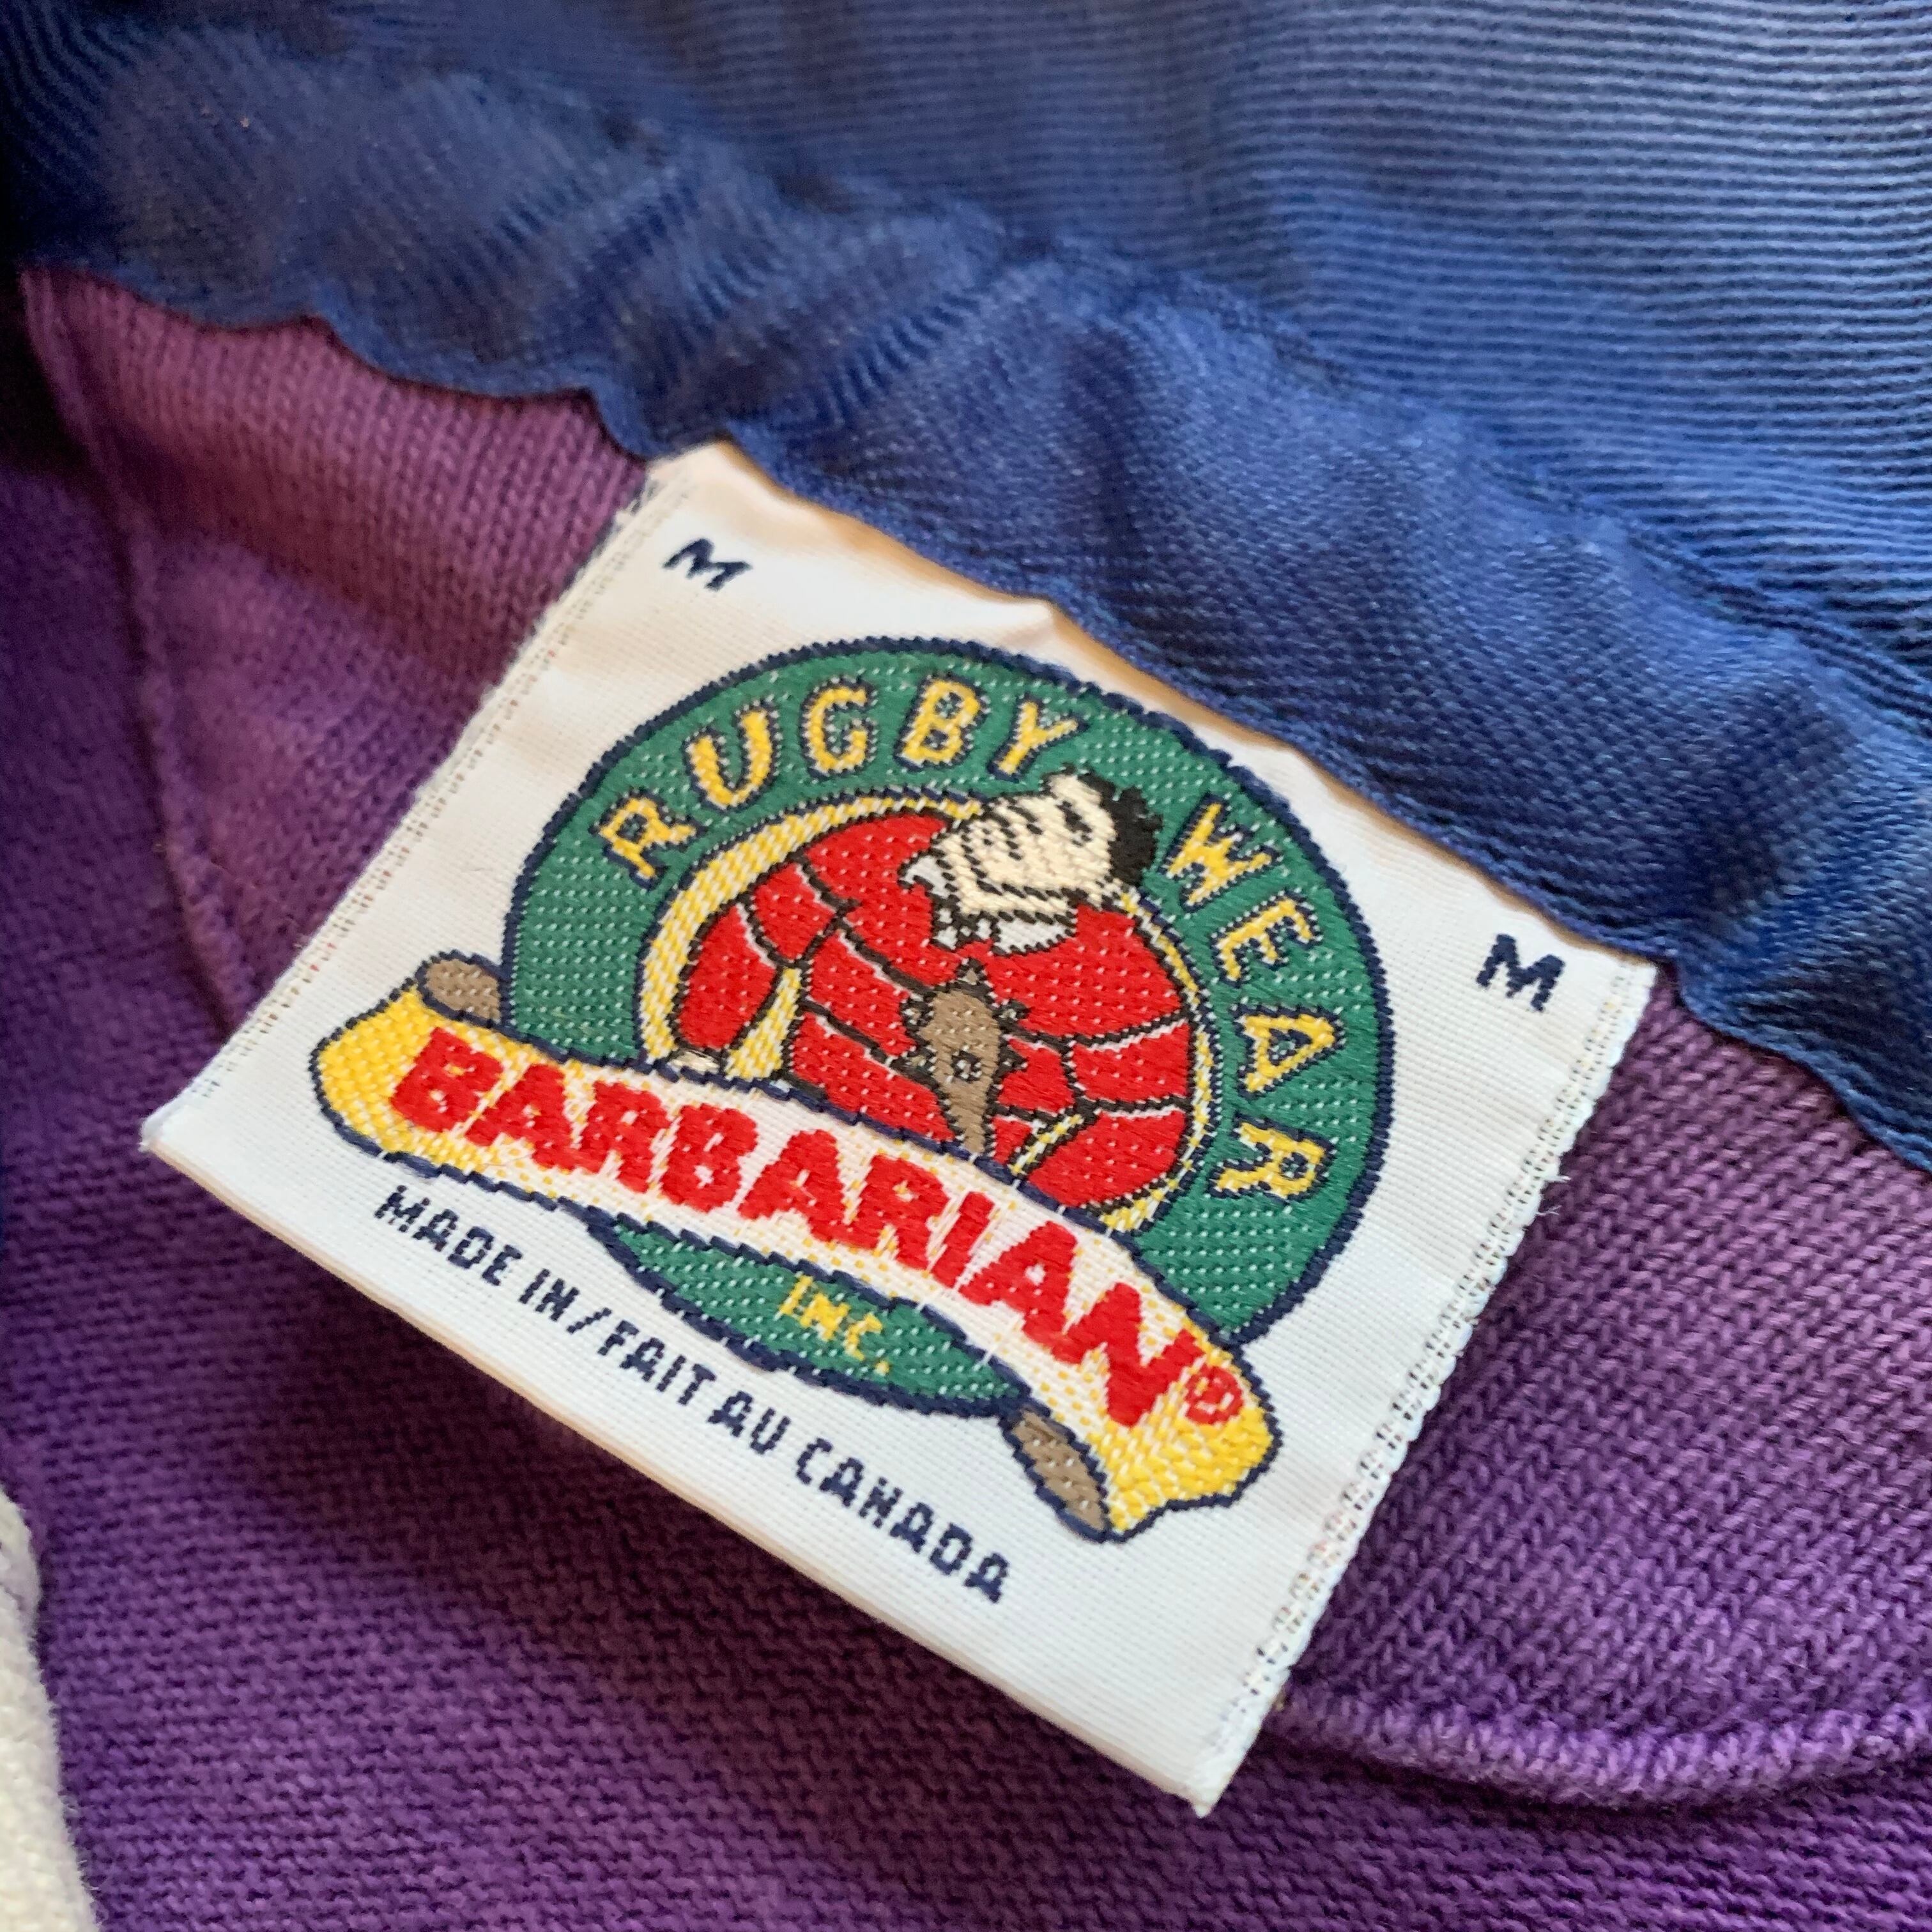 M
M
RUGBY WEAR
BARBARIAN®
INC.
MADE IN/FAIT AU CANADA